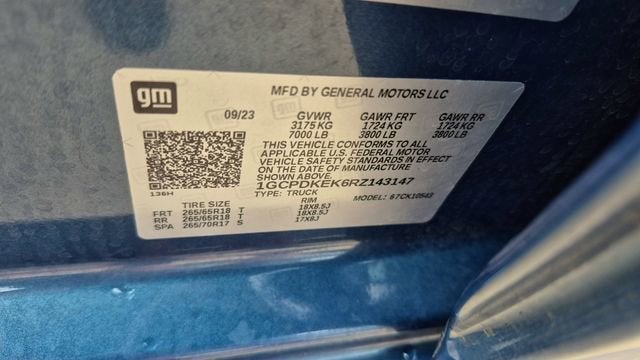 gm
MFD BY GENERAL MOTORS LLC
09/23 GVWR GAWR FRT GAWR RR
3175 KG 1724 KG 1724 KG
7000 LB 3800 LB 3800 LB
THIS VEHICLE CONFORMS TO ALL
APPLICABLE U.S. FEDERAL MOTOR
VEHICLE SAFETY STANDARDS IN EFFECT
ON THE DATE OF MANUFACTURE
SHOWN ABOVE.
1GCPDKEK6RZ143147
TYPE: TRUCK MODEL: 67CK10543
136H
TIRE SIZE RIM
FRT 265/65R18 T 18X8.5J
RR 265/65R18 T 18X8.5J
SPA 265/70R17 S 17X8J